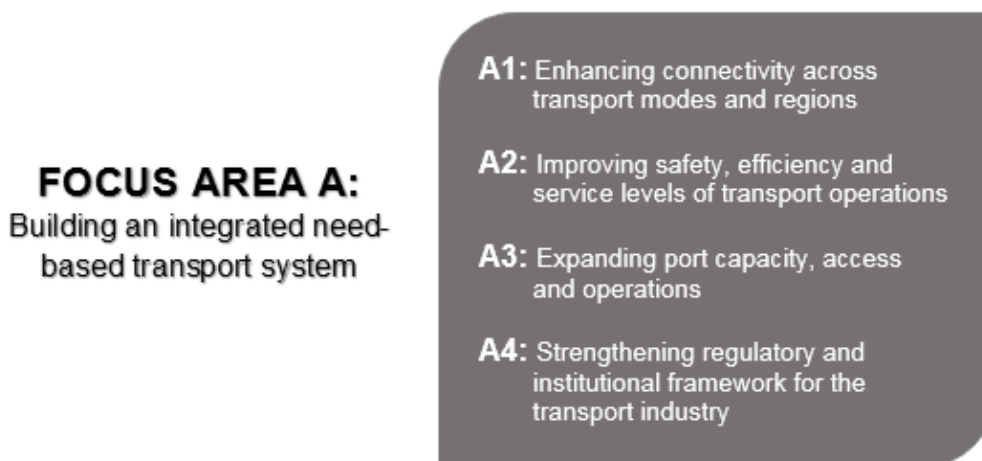 FOCUS AREA A:
Building an integrated need-
based transport system
A1: Enhancing connectivity across
transport modes and regions
A2: Improving safety, efficiency and
service levels of transport operations
A3: Expanding port capacity, access
and operations
A4: Strengthening regulatory and
institutional framework for the
transport industry